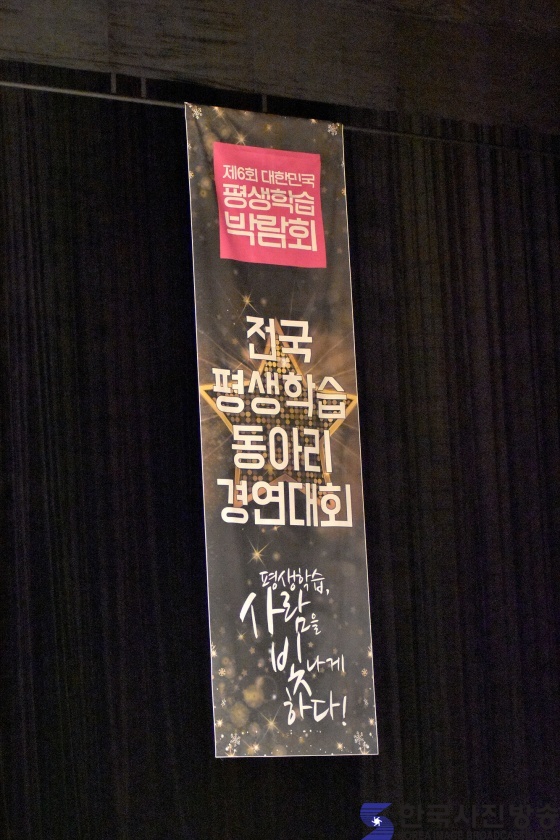 제6회 대한민국
평생학습
박람회
전국
평생학습
동아리
경연대회
평생학습,
사람을
빛나게
하다!
한국사진방송